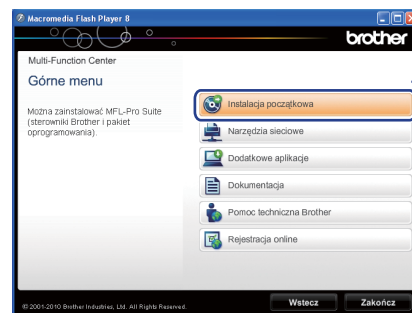 Macromedia Flash Player 8
brother
Multi-Function Center
Górne menu
Można zainstalować MFL-Pro Suite
(sterowniki Brother i pakiet
oprogramowania).
Instalacja początkowa
Narzędzia sieciowe
Dodatkowe aplikacje
Dokumentacja
Pomoc techniczna Brother
Rejestracja online
© 2001-2010 Brother Industries, Ltd. All Rights Reserved.
Wstecz
Zakończ